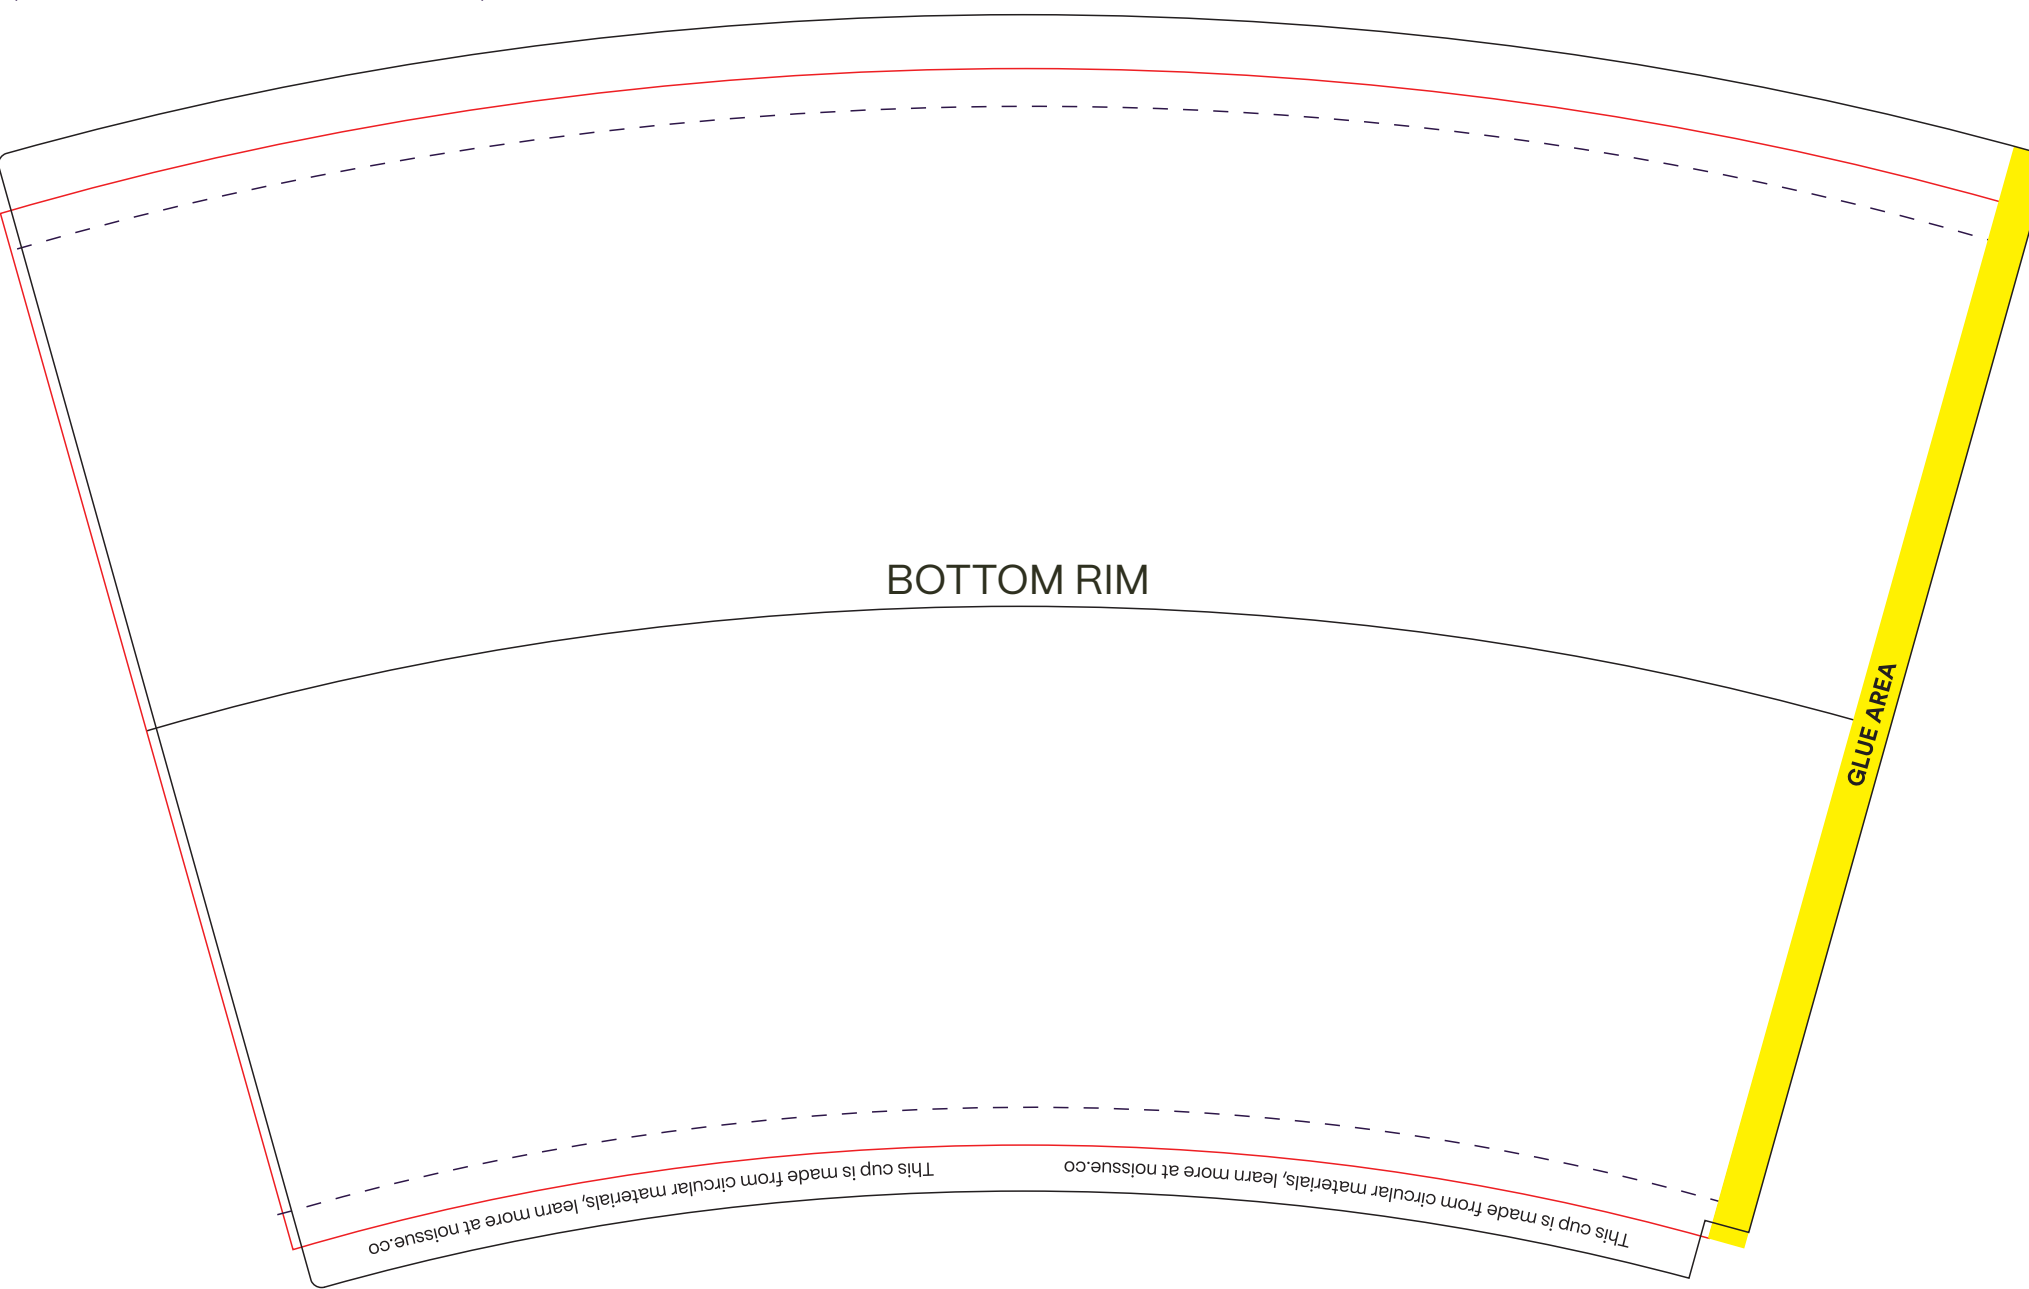 BOTTOM RIM
GLUE AREA
This cup is made from circular materials, learn more at noissue.co
This cup is made from circular materials, learn more at noissue.co